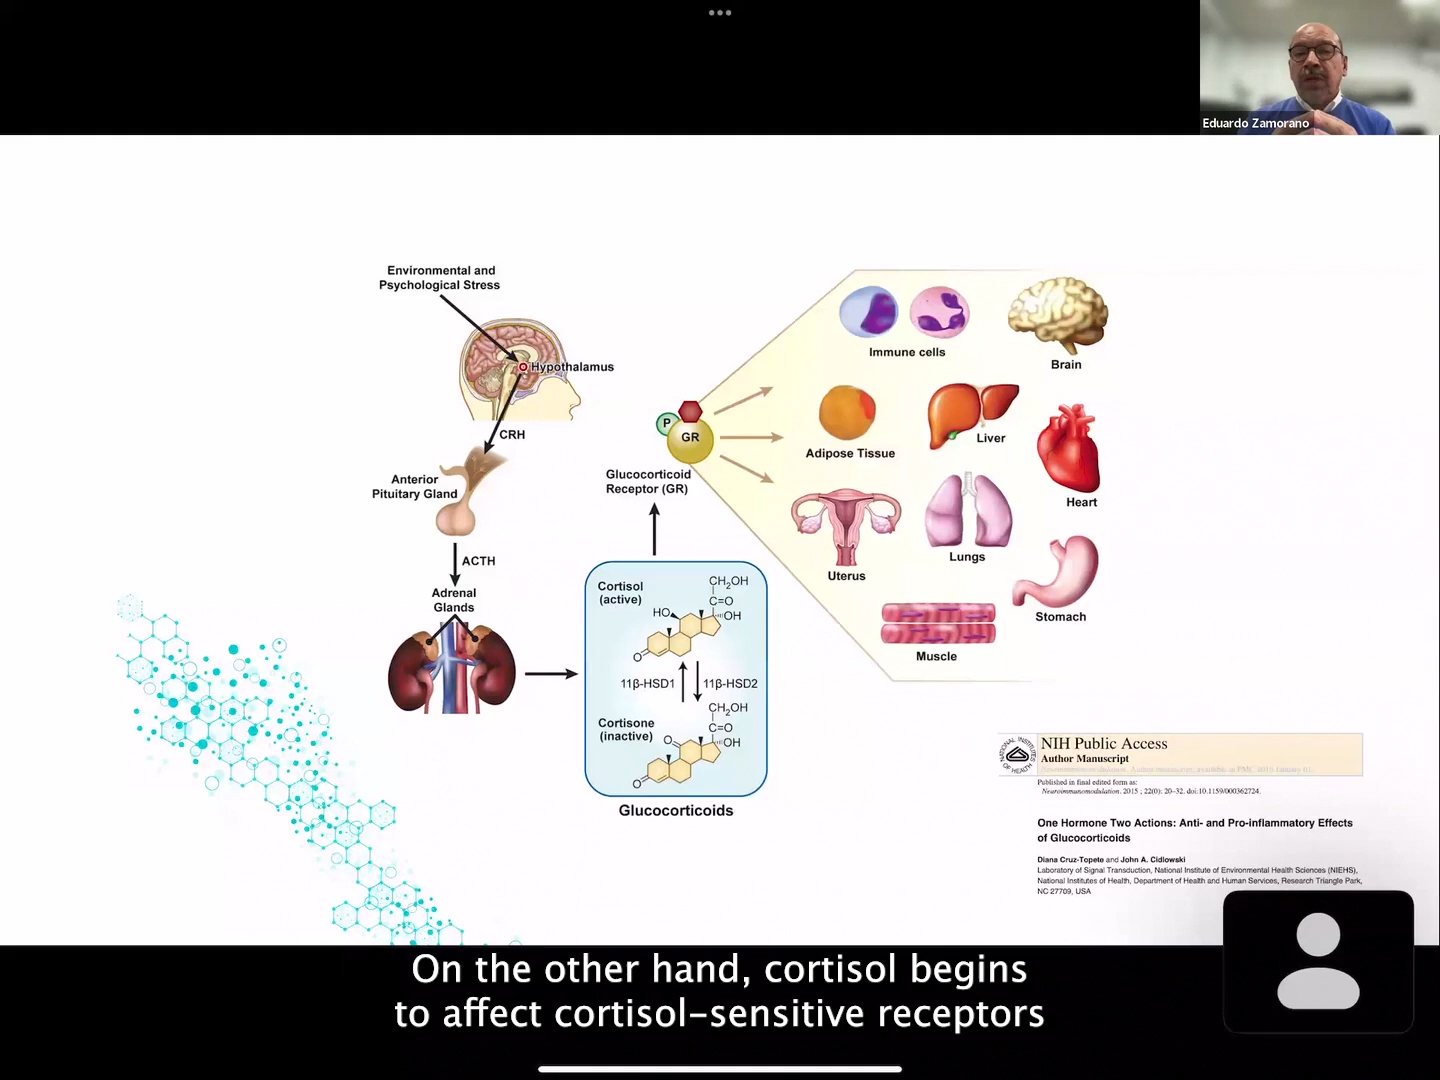 Eduardo Zamorano
Environmental and
Psychological Stress
Hypothalamus
CRH
Anterior
Pituitary Gland
ACTH
Adrenal
Glands
P
GR
Glucocorticoid
Receptor (GR)
Cortisol
(active)
CH₂OH
C=O
HO
OH
O
11β-HSD1
11β-HSD2
Cortisone
(inactive)
CH₂OH
C=O
O
OH
O
Glucocorticoids
Immune cells
Brain
Adipose Tissue
Liver
Heart
Uterus
Lungs
Stomach
Muscle
NATIONAL INSTITUTES OF HEALTH
NIH Public Access
Author Manuscript
Published in final edited form as:
Neuroimmunomodulation. 2015 ; 22(0): 20–32. doi:10.1159/000362724.
One Hormone Two Actions: Anti- and Pro-inflammatory Effects
of Glucocorticoids
Diana Cruz-Topete and John A. Cidlowski
Laboratory of Signal Transduction, National Institute of Environmental Health Sciences (NIEHS),
National Institutes of Health, Department of Health and Human Services, Research Triangle Park,
NC 27709, USA
On the other hand, cortisol begins
to affect cortisol-sensitive receptors